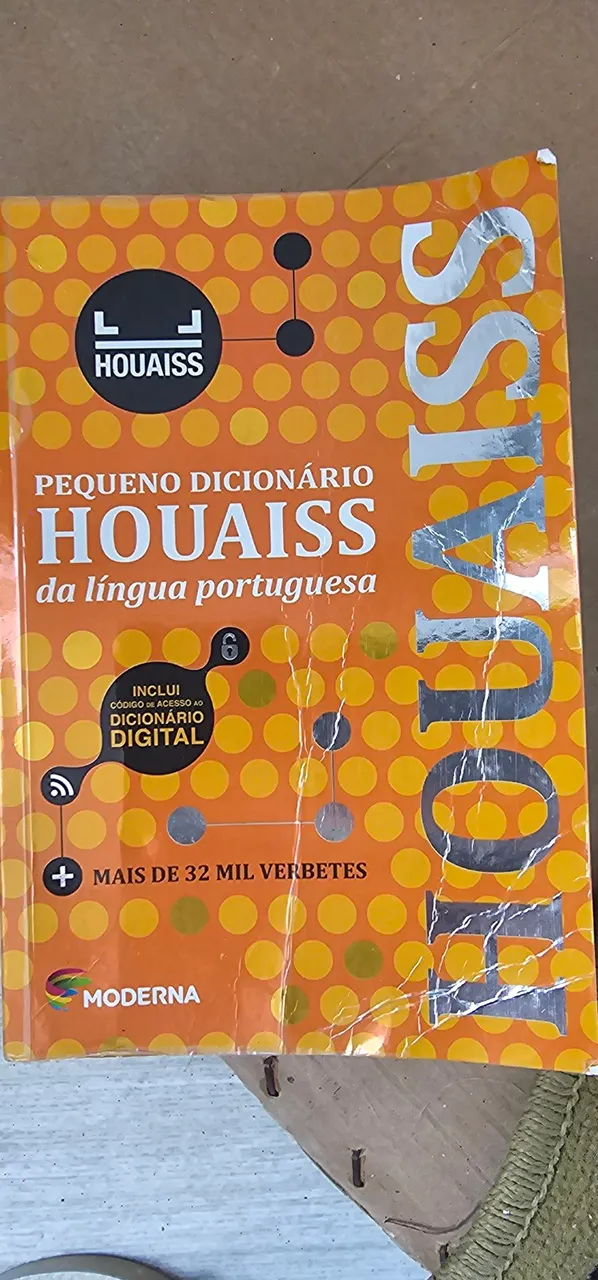 HOUAISS
PEQUENO DICIONÁRIO
HOUAISS
da língua portuguesa
INCLUI
CÓDIGO DE ACESSO AO
DICIONÁRIO
DIGITAL
MAIS DE 32 MIL VERBETES
MODERNA
HOUAISS